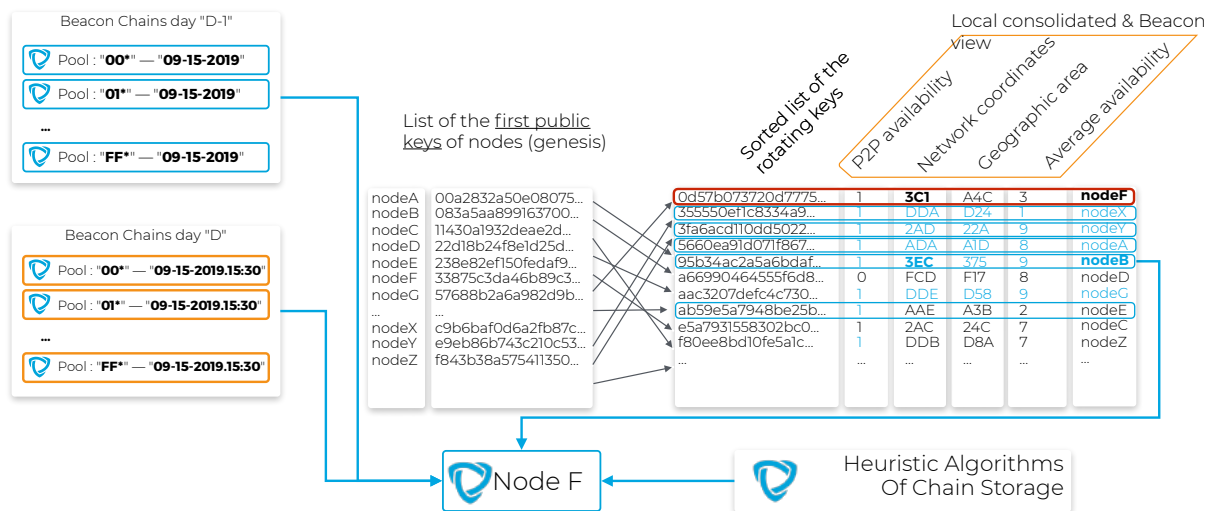 Beacon Chains day "D-1"
Pool : "00*" — "09-15-2019"
Pool : "01*" — "09-15-2019"
...
Pool : "FF*" — "09-15-2019"
Beacon Chains day "D"
Pool : "00*" — "09-15-2019.15:30"
Pool : "01*" — "09-15-2019.15:30"
...
Pool : "FF*" — "09-15-2019.15:30"
List of the first public
keys of nodes (genesis)
nodeA 00a2832a50e08075...
nodeB 083a5aa899163700...
nodeC 11430a1932deae2d...
nodeD 22d18b24f8e1d25d...
nodeE 238e82ef150fedaf9...
nodeF 33875c3da46b89c3...
nodeG 57688b2a6a982d9b...
... ...
nodeX c9b6baf0d6a2fb87c...
nodeY e9eb86b743c210c53...
nodeZ f843b38a575411350...
Sorted list of the
rotating keys
Local consolidated & Beacon
view
P2P availability
Network coordinates
Geographic area
Average availability
0d57b073720d7775... 1 3C1 A4C 3 nodeF
355550ef1c8334a9... 1 DDA D24 1 nodeX
3fa6acd110dd5022... 1 2AD 22A 9 nodeY
5660ea91d071f867... 1 ADA A1D 8 nodeA
95b34ac2a5a6bdaf... 1 3EC 375 9 nodeB
a66990464555f6d8... 0 FCD F17 8 nodeD
aac3207defc4c730... 1 DDE D58 9 nodeG
ab59e5a7948be25b... 1 AAE A3B 2 nodeE
e5a7931558302bc0... 1 2AC 24C 7 nodeC
f80ee8bd10fe5a1c... 1 DDB D8A 7 nodeZ
... ... ... ... ... ...
Node F
Heuristic Algorithms
Of Chain Storage